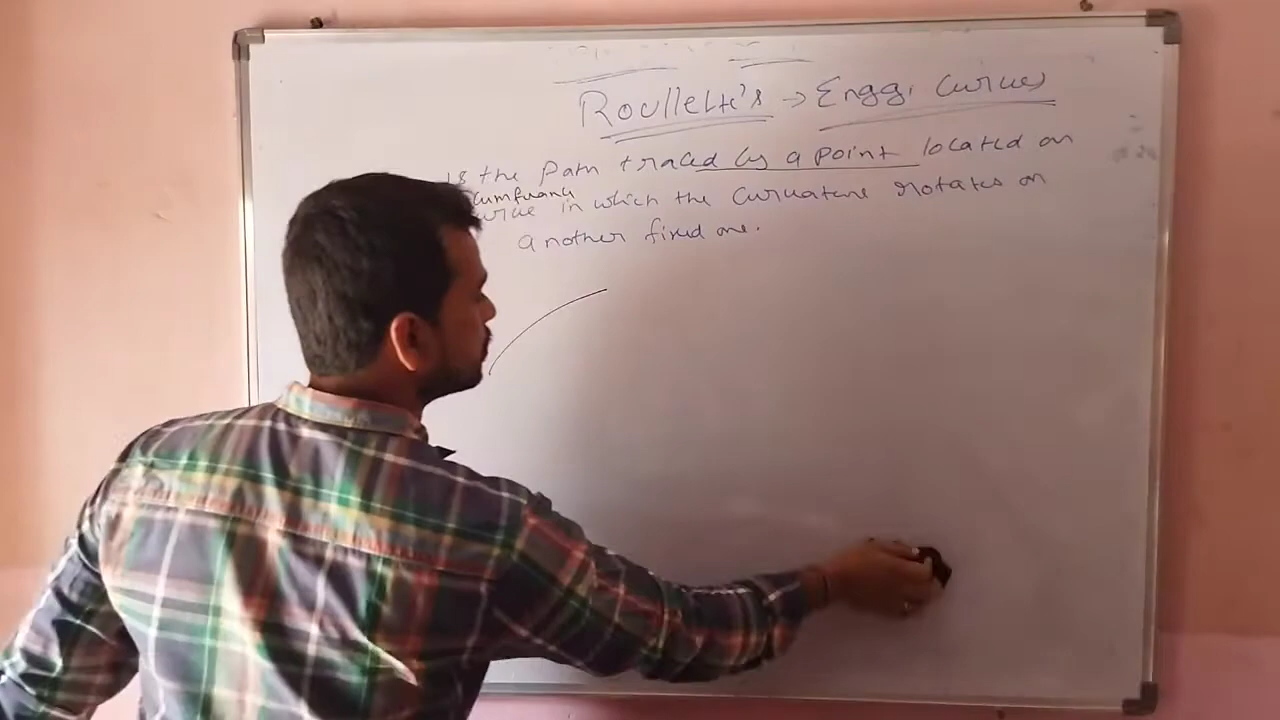 Roullette's → Engg. Curves
is the path traced by a point located on
curve in which the curvature rotates on
another fixed one.